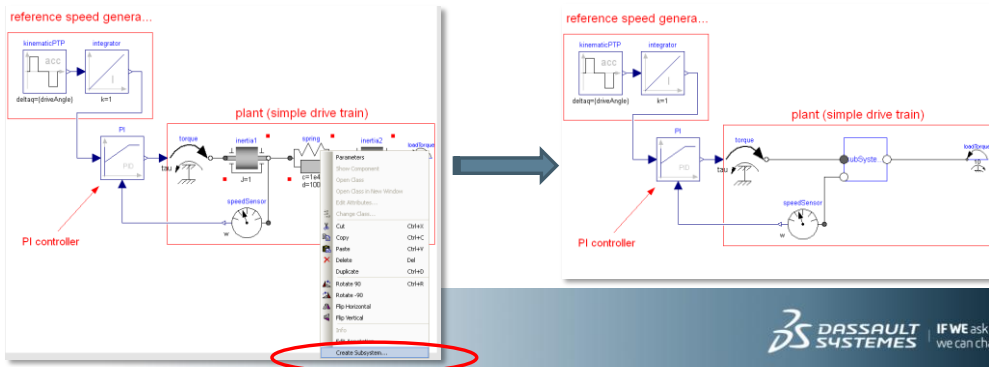 reference speed genera...
kinematicPTP
integrator
acc
I
deltaq={driveAngle}
k=1
plant (simple drive train)
PI
torque
inertia1
spring
inertia2
loadTorque
PID
tau
J=1
c=1e4
d=100
speedSensor
w
PI controller
Parameters
Show Component
Open Class
Open Class in New Window
Edit Attributes...
Change Class...
Cut Ctrl+X
Copy Ctrl+C
Paste Ctrl+V
Delete Del
Duplicate Ctrl+D
Rotate 90 Ctrl+R
Rotate -90
Flip Horizontal
Flip Vertical
Info
Create Subsystem...
reference speed genera...
kinematicPTP
integrator
acc
I
deltaq={driveAngle}
k=1
plant (simple drive train)
PI
torque
loadTorque
PID
tau
ubSyste...
speedSensor
w
PI controller
DASSAULT
SYSTEMES
IF WE ask
we can cha